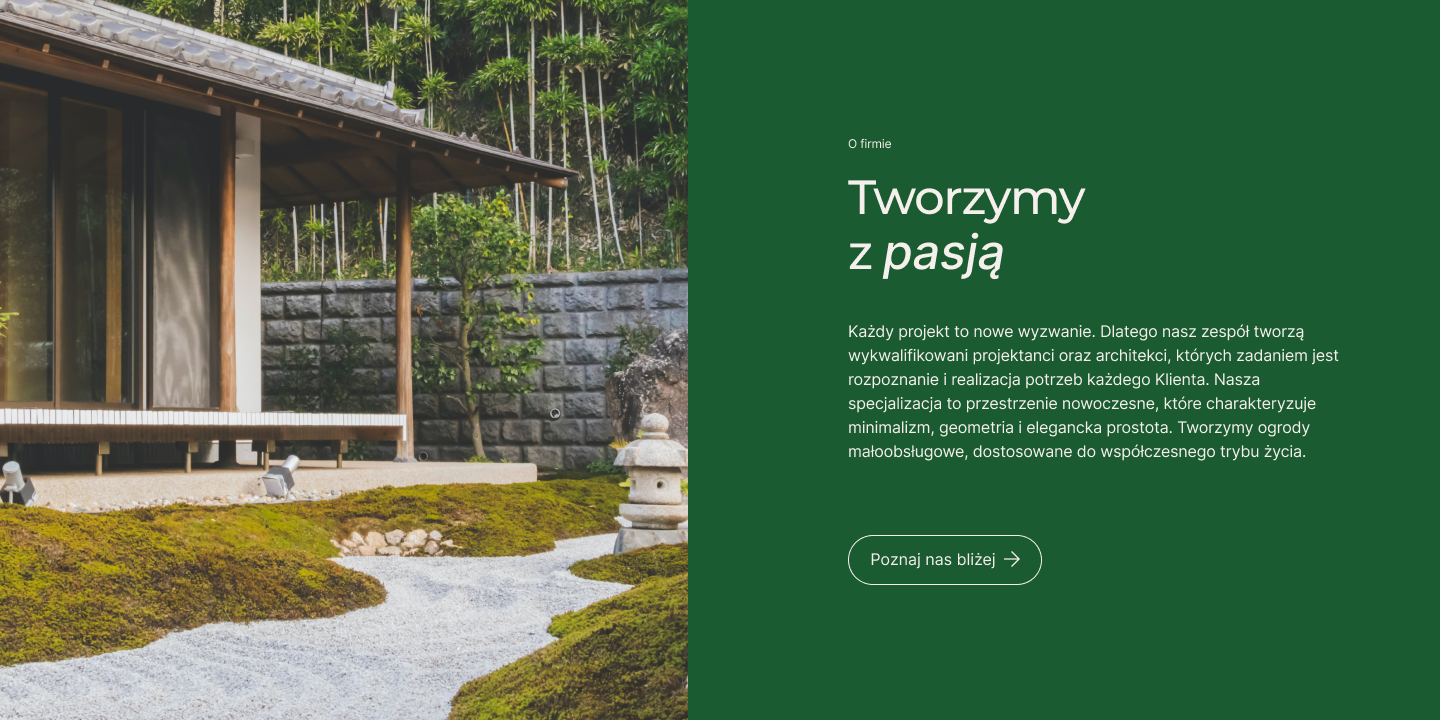 O firmie
Tworzymy
z pasją
Każdy projekt to nowe wyzwanie. Dlatego nasz zespół tworzą
wykwalifikowani projektanci oraz architekci, których zadaniem jest
rozpoznanie i realizacja potrzeb każdego Klienta. Nasza
specjalizacja to przestrzenie nowoczesne, które charakteryzuje
minimalizm, geometria i elegancka prostota. Tworzymy ogrody
małoobsługowe, dostosowane do współczesnego trybu życia.
Poznaj nas bliżej